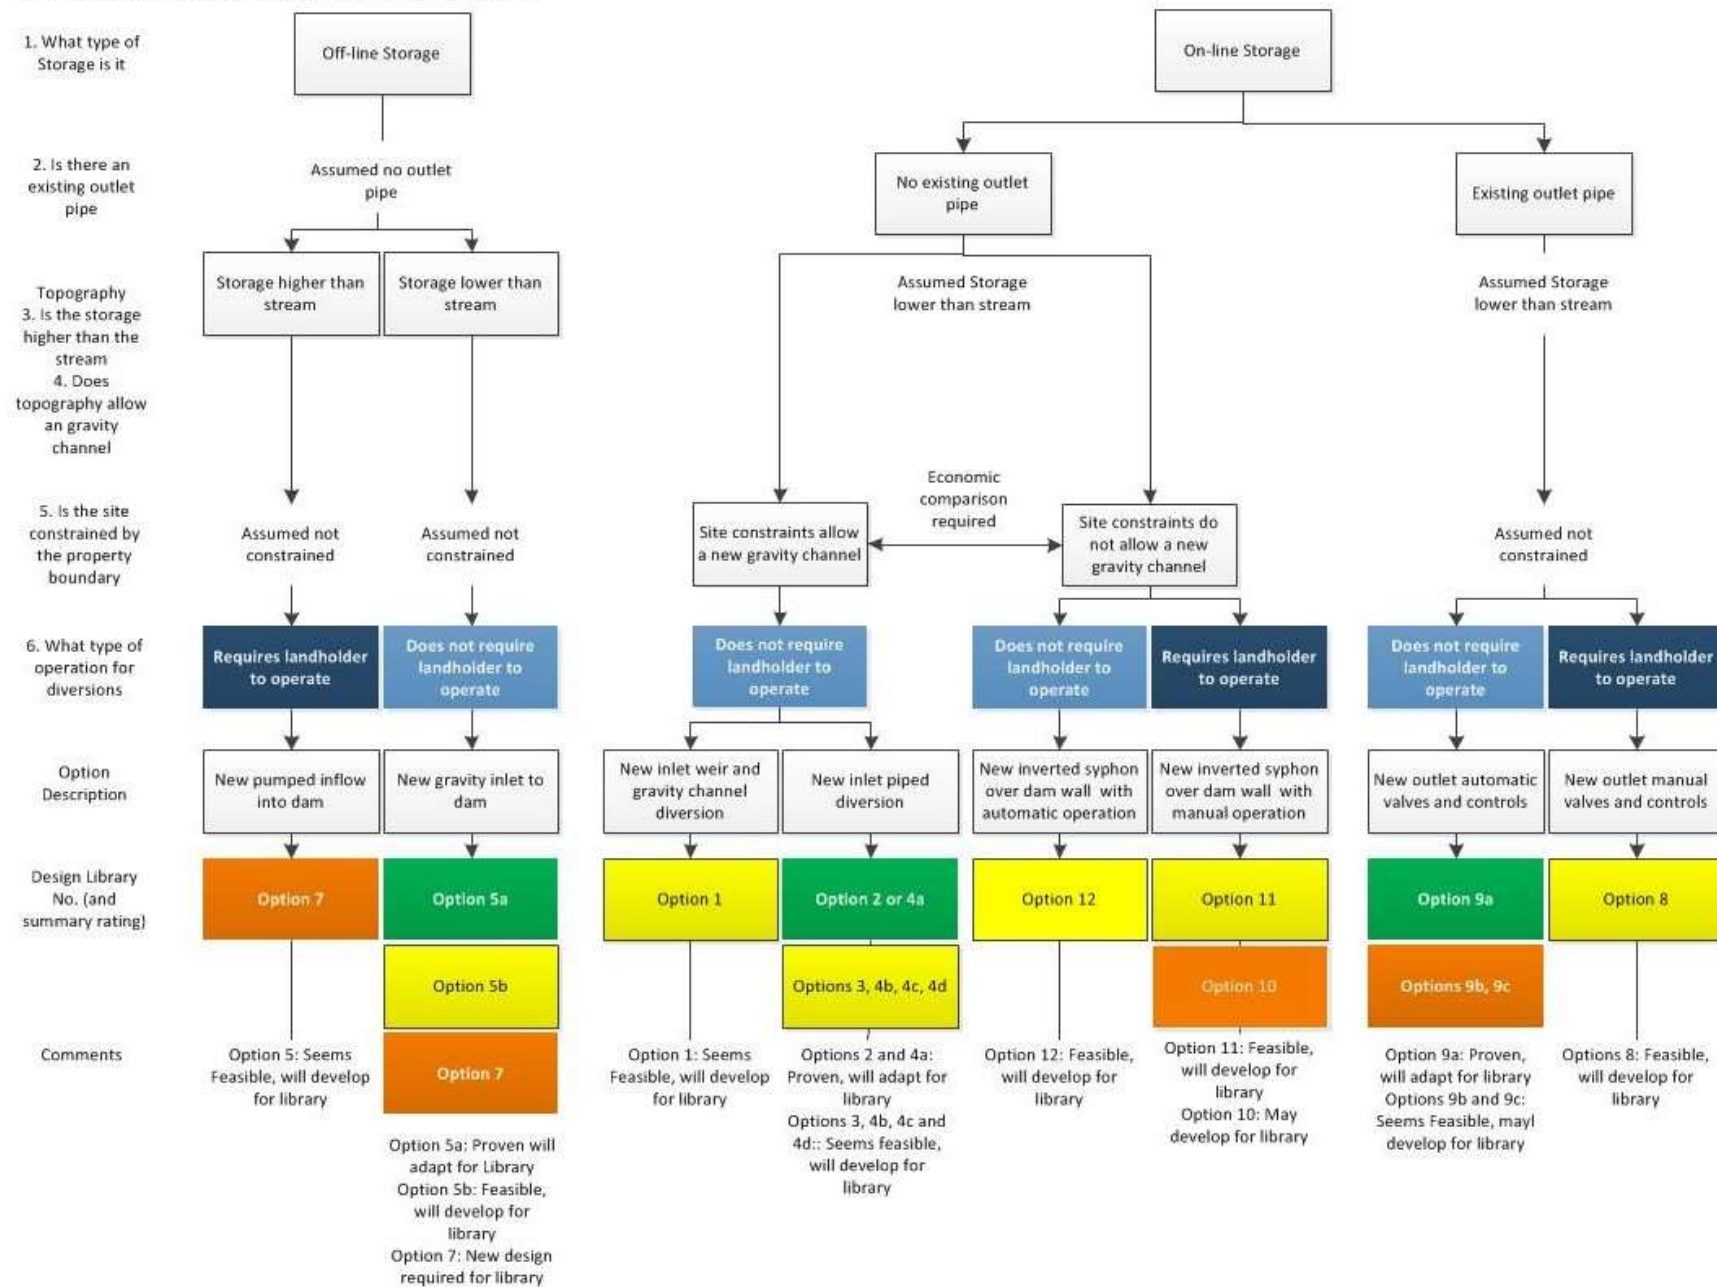 1. What type of
Storage is it
Off-line Storage
On-line Storage
2. Is there an
existing outlet
pipe
Assumed no outlet
pipe
No existing outlet
pipe
Existing outlet pipe
Topography
3. Is the storage
higher than the
stream
4. Does
topography allow
an gravity
channel
Storage higher than
stream
Storage lower than
stream
Assumed Storage
lower than stream
Assumed Storage
lower than stream
5. Is the site
constrained by
the property
boundary
Assumed not
constrained
Assumed not
constrained
Site constraints allow
a new gravity channel
Economic
comparison
required
Site constraints do
not allow a new
gravity channel
Assumed not
constrained
6. What type of
operation for
diversions
Requires landholder
to operate
Does not require
landholder to
operate
Does not require
landholder to
operate
Does not require
landholder to
operate
Requires landholder
to operate
Does not require
landholder to
operate
Requires landholder
to operate
Option
Description
New pumped inflow
into dam
New gravity inlet to
dam
New inlet weir and
gravity channel
diversion
New inlet piped
diversion
New inverted syphon
over dam wall with
automatic operation
New inverted syphon
over dam wall with
manual operation
New outlet automatic
valves and controls
New outlet manual
valves and controls
Design Library
No. (and
summary rating)
Option 7
Option 5a
Option 1
Option 2 or 4a
Option 12
Option 11
Option 9a
Option 8
Option 5b
Options 3, 4b, 4c, 4d
Option 10
Options 9b, 9c
Option 7
Comments
Option 5: Seems
Feasible, will develop
for library
Option 5a: Proven will
adapt for Library
Option 5b: Feasible,
will develop for
library
Option 7: New design
required for library
Option 1: Seems
Feasible, will develop
for library
Options 2 and 4a:
Proven, will adapt for
library
Options 3, 4b, 4c and
4d:: Seems feasible,
will develop for
library
Option 12: Feasible,
will develop for
library
Option 11: Feasible,
will develop for
library
Option 10: May
develop for library
Option 9a: Proven,
will adapt for library
Options 9b and 9c:
Seems Feasible, mayl
develop for library
Options 8: Feasible,
will develop for
library